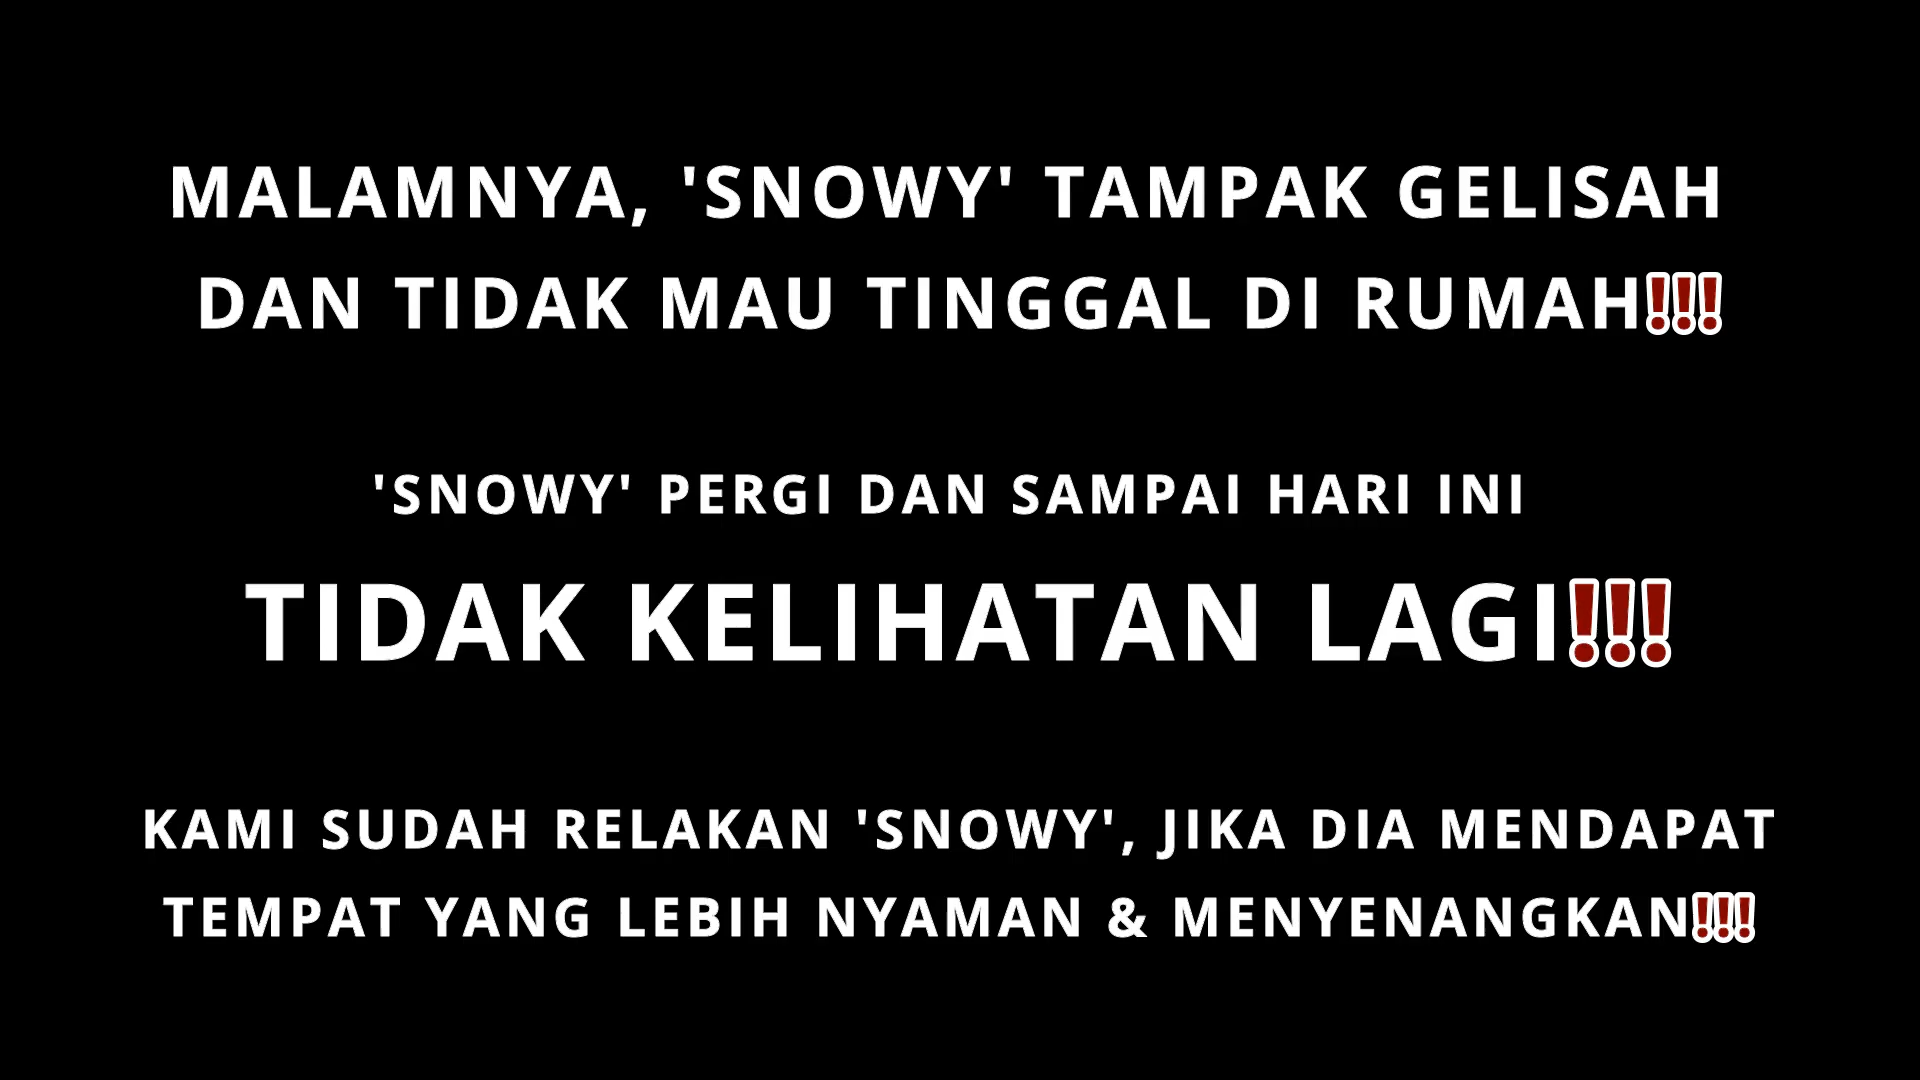 MALAMNYA, 'SNOWY' TAMPAK GELISAH
DAN TIDAK MAU TINGGAL DI RUMAH!!!
'SNOWY' PERGI DAN SAMPAI HARI INI
TIDAK KELIHATAN LAGI!!!
KAMI SUDAH RELAKAN 'SNOWY', JIKA DIA MENDAPAT
TEMPAT YANG LEBIH NYAMAN & MENYENANGKAN!!!